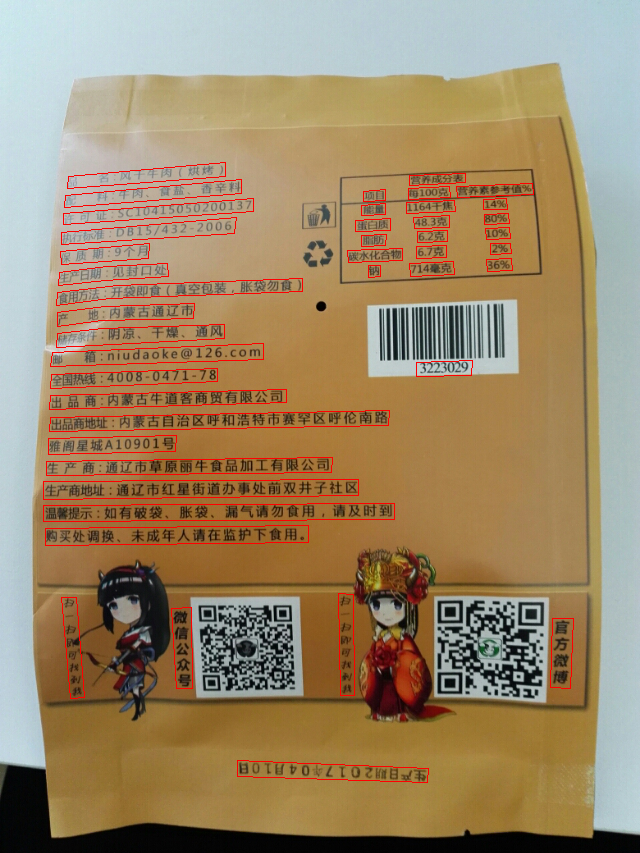 品 名：风干牛肉（烘烤）
配 料：牛肉、食盐、香辛料
许 可 证：SC10415050200137
执行标准：DB15/432-2006
保 质 期：9个月
生产日期：见封口处
食用方法：开袋即食（真空包装，胀袋勿食）
产 地：内蒙古通辽市
储存条件：阴凉、干燥、通风
邮 箱：niudaoke@126.com
全国热线：4008-0471-78
出 品 商：内蒙古牛道客商贸有限公司
出品商地址：内蒙古自治区呼和浩特市赛罕区呼伦南路
雅阁星城A10901号
生 产 商：通辽市草原丽牛食品加工有限公司
生产商地址：通辽市红星街道办事处前双井子社区
温馨提示：如有破袋、胀袋、漏气请勿食用，请及时到
购买处调换、未成年人请在监护下食用。
营养成分表
项目 每100克 营养素参考值%
能量 1164千焦 14%
蛋白质 48.3克 80%
脂肪 6.2克 10%
碳水化合物 6.7克 2%
钠 714毫克 36%
3223029
扫一扫即可找到我
微信公众号
扫一扫即可找到我
官方微博
生产日期2017年04月10日